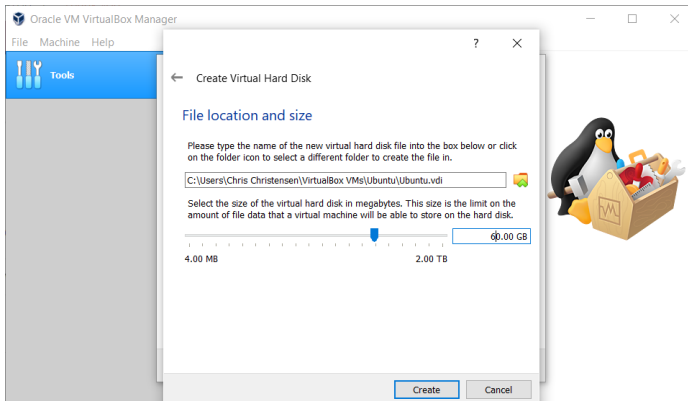 Oracle VM VirtualBox Manager
File Machine Help
Tools
?
Create Virtual Hard Disk
File location and size
Please type the name of the new virtual hard disk file into the box below or click
on the folder icon to select a different folder to create the file in.
C:\Users\Chris Christensen\VirtualBox VMs\Ubuntu\Ubuntu.vdi
Select the size of the virtual hard disk in megabytes. This size is the limit on the
amount of file data that a virtual machine will be able to store on the hard disk.
60.00 GB
4.00 MB 2.00 TB
Create Cancel